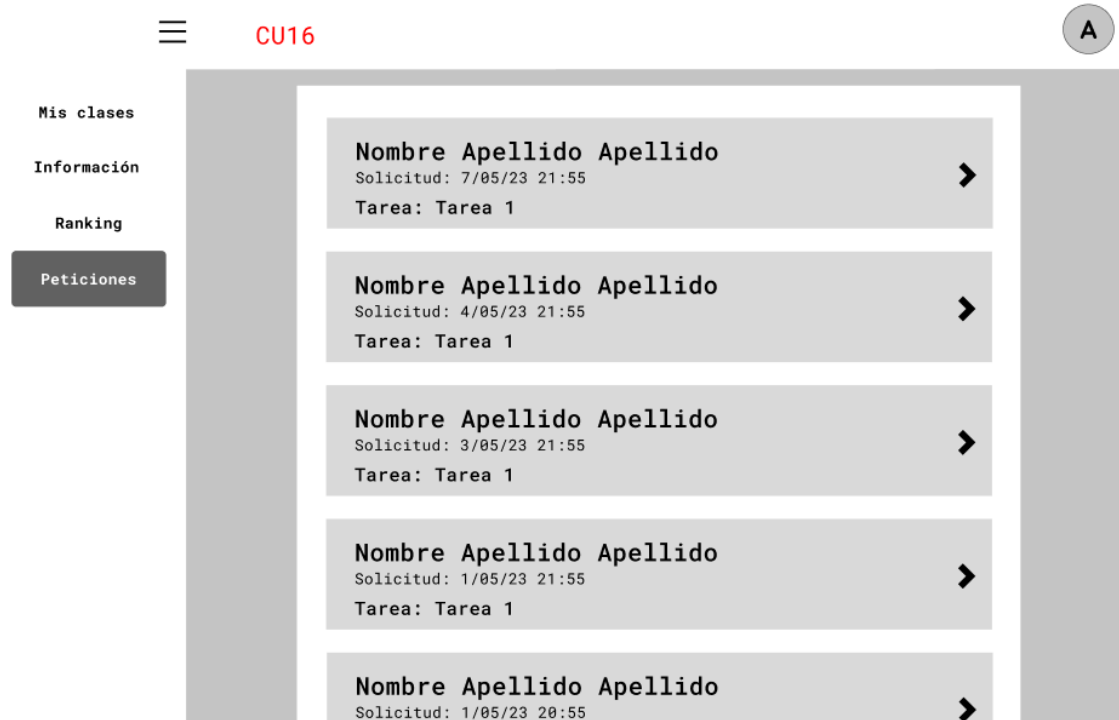 CU16
A
Mis clases
Información
Ranking
Peticiones
Nombre Apellido Apellido
Solicitud: 7/05/23 21:55
Tarea: Tarea 1
Nombre Apellido Apellido
Solicitud: 4/05/23 21:55
Tarea: Tarea 1
Nombre Apellido Apellido
Solicitud: 3/05/23 21:55
Tarea: Tarea 1
Nombre Apellido Apellido
Solicitud: 1/05/23 21:55
Tarea: Tarea 1
Nombre Apellido Apellido
Solicitud: 1/05/23 20:55